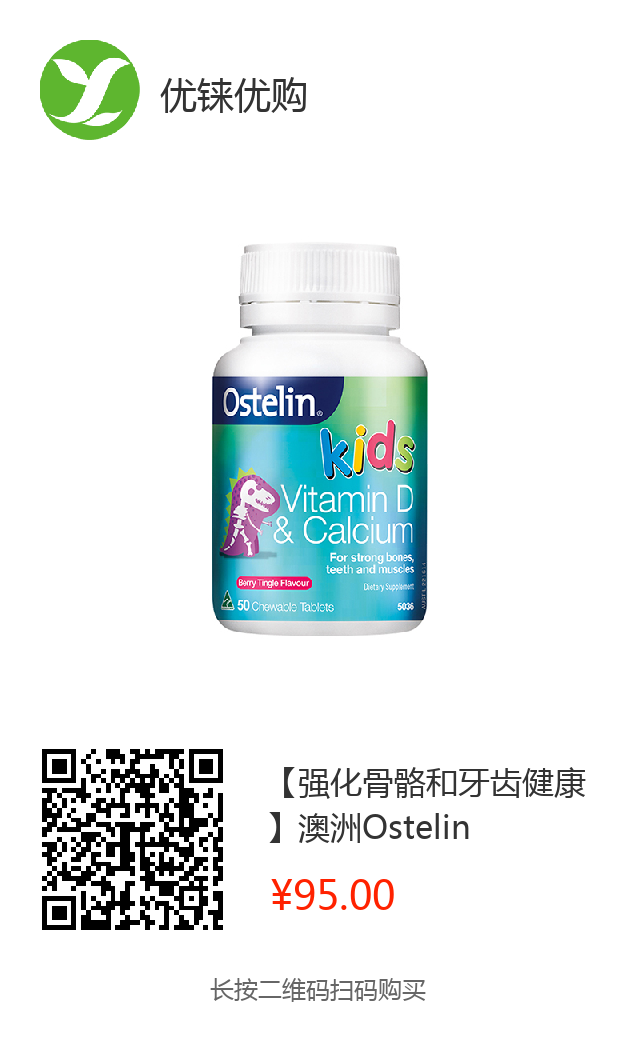 优铼优购
Ostelin®
kids
Vitamin D
& Calcium
For strong bones,
teeth and muscles
Dietary Supplement
Berry Tingle Flavour
50 Chewable Tablets
5036
【强化骨骼和牙齿健康
】澳洲Ostelin
¥95.00
长按二维码扫码购买